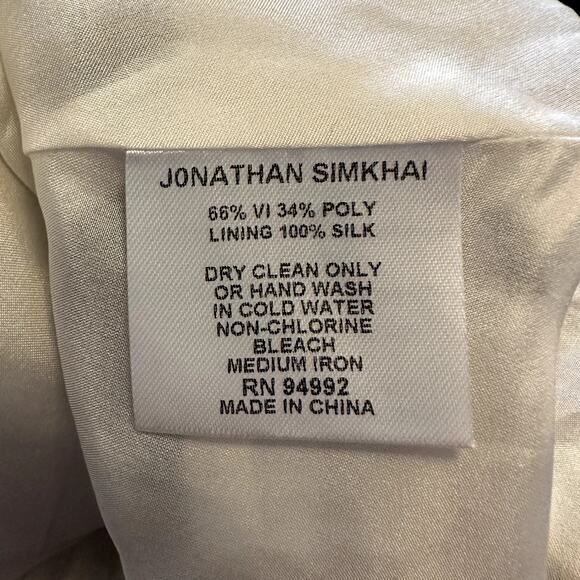 JONATHAN SIMKHAI
66% VI 34% POLY
LINING 100% SILK
DRY CLEAN ONLY
OR HAND WASH
IN COLD WATER
NON-CHLORINE
BLEACH
MEDIUM IRON
RN 94992
MADE IN CHINA